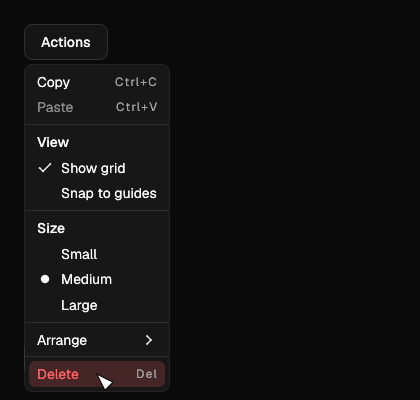 Actions
Copy Ctrl+C
Paste Ctrl+V
View
Show grid
Snap to guides
Size
Small
Medium
Large
Arrange
Delete Del